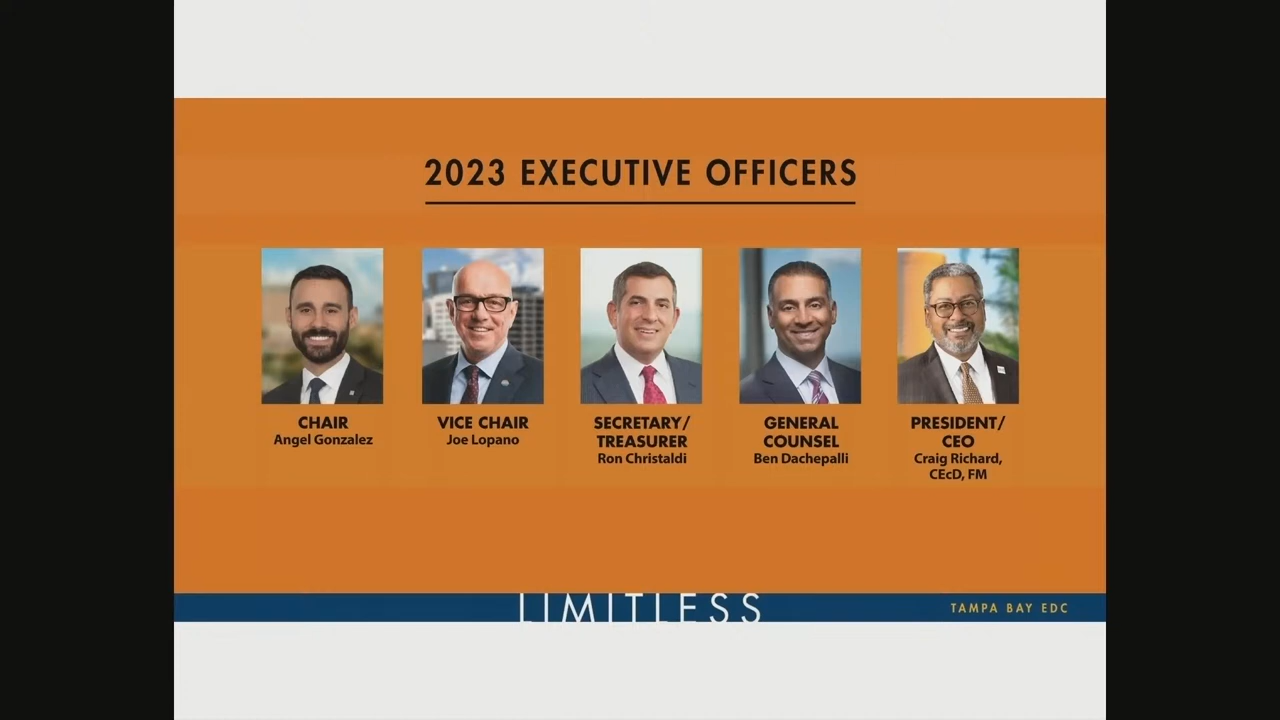 2023 EXECUTIVE OFFICERS
CHAIR
Angel Gonzalez
VICE CHAIR
Joe Lopano
SECRETARY/
TREASURER
Ron Christaldi
GENERAL
COUNSEL
Ben Dachepalli
PRESIDENT/
CEO
Craig Richard,
CEcD, FM
LIMITLESS
TAMPA BAY EDC